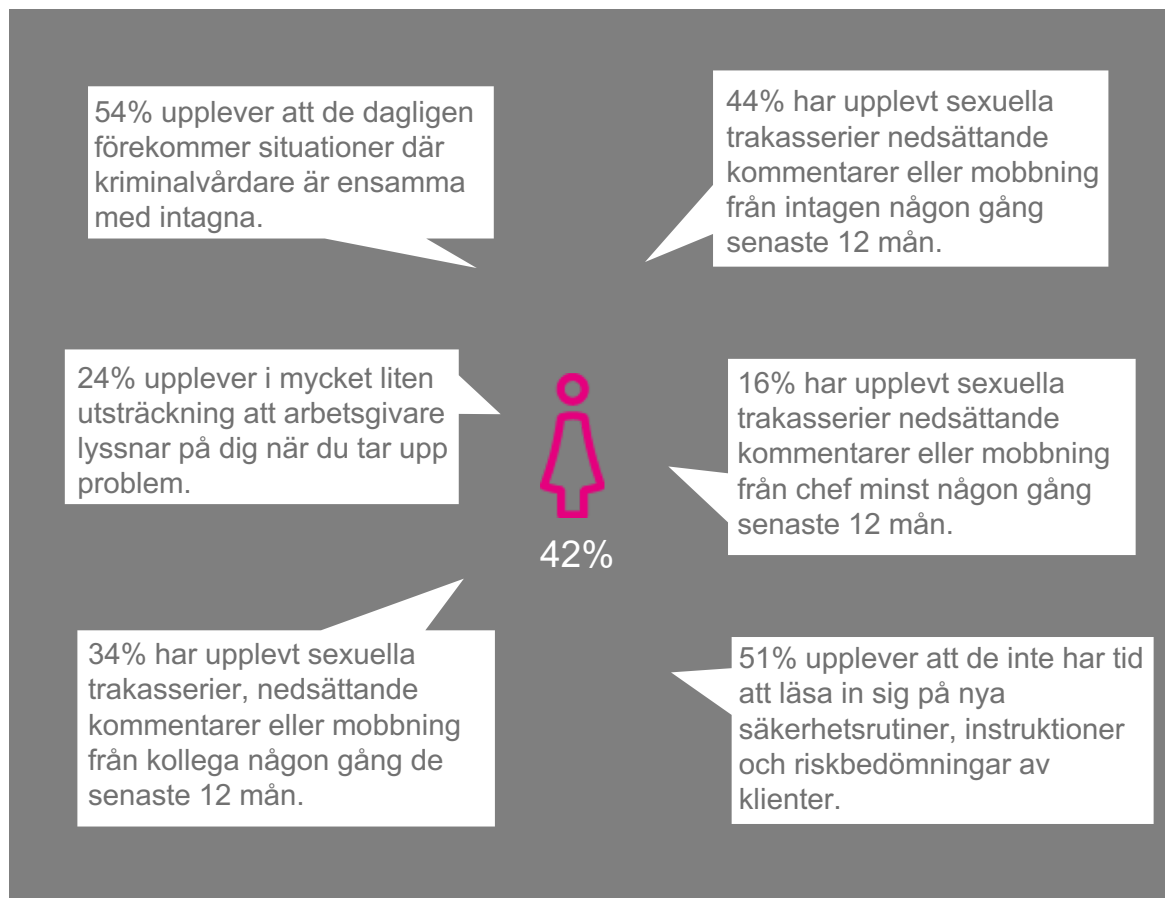 54% upplever att de dagligen
förekommer situationer där
kriminalvårdare är ensamma
med intagna.
44% har upplevt sexuella
trakasserier nedsättande
kommentarer eller mobbning
från intagen någon gång
senaste 12 mån.
24% upplever i mycket liten
utsträckning att arbetsgivare
lyssnar på dig när du tar upp
problem.
16% har upplevt sexuella
trakasserier nedsättande
kommentarer eller mobbning
från chef minst någon gång
senaste 12 mån.
42%
34% har upplevt sexuella
trakasserier, nedsättande
kommentarer eller mobbning
från kollega någon gång de
senaste 12 mån.
51% upplever att de inte har tid
att läsa in sig på nya
säkerhetsrutiner, instruktioner
och riskbedömningar av
klienter.